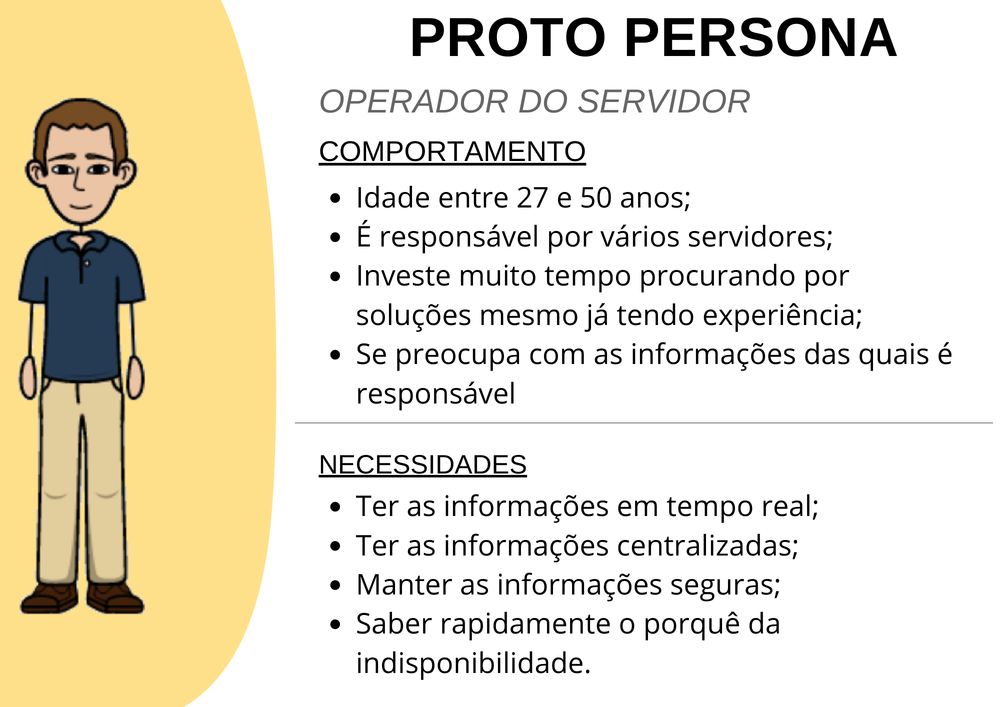 PROTO PERSONA
OPERADOR DO SERVIDOR
COMPORTAMENTO
• Idade entre 27 e 50 anos;
• É responsável por vários servidores;
• Investe muito tempo procurando por
soluções mesmo já tendo experiência;
• Se preocupa com as informações das quais é
responsável
NECESSIDADES
• Ter as informações em tempo real;
• Ter as informações centralizadas;
• Manter as informações seguras;
• Saber rapidamente o porquê da
indisponibilidade.